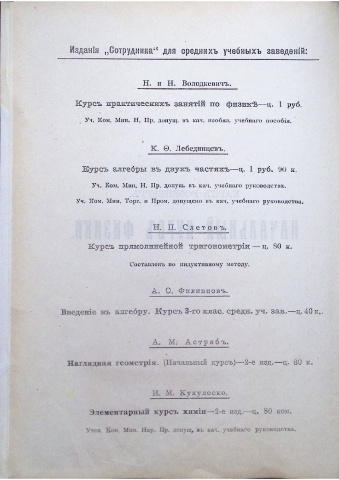 Изданія „Сотрудника“ для среднихъ учебныхъ заведеній:
Н. и Н. Володкевичъ.
Курсъ практическихъ занятій по физикѣ—ц. 1 руб.
Уч. Ком. Мин. Н. Пр. допущ. въ кач. необяз. учебнаго пособія.
К. Ѳ. Лебединцевъ.
Курсъ алгебры въ двухъ частяхъ—ц. 1 руб. 90 к.
Уч. Ком. Мин. Н. Пр. допущ. въ кач. учебнаго руководства.
Уч. Ком. Мин. Торг. и Пром. допущено въ кач. учебнаго руководства.
Н. П. Слетовъ.
Курсъ прямолинейной тригонометріи—ц. 80 к.
Составленъ по индуктивному методу.
А. С. Филипповъ.
Введеніе въ алгебру. Курсъ 3-го клас. средн. уч. зав.—ц. 40 к.
А. М. Астрябъ.
Наглядная геометрія. (Начальный курсъ)—2-е изд.—ц. 60 к.
И. М. Кукулеско.
Элементарный курсъ химіи—2-е изд.—ц. 80 коп.
Учен. Ком. Мин. Нар. Пр. допущ. въ кач. учебнаго руководства.